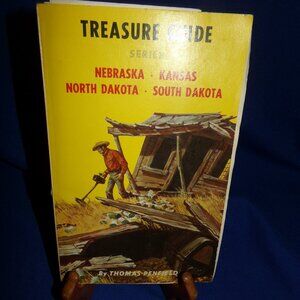 TREASURE GUIDE
SERIES
NEBRASKA · KANSAS
NORTH DAKOTA · SOUTH DAKOTA
By THOMAS PENFIELD